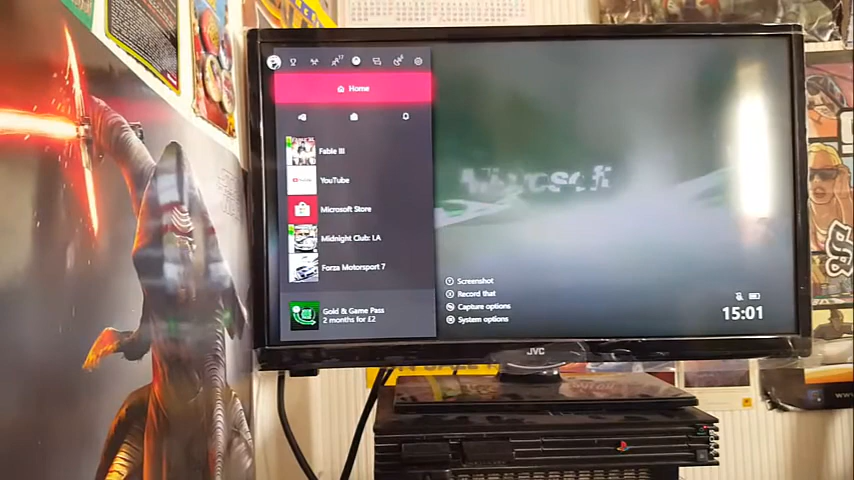 Home
Fable III
YouTube
Microsoft Store
Midnight Club: LA
Forza Motorsport 7
Gold & Game Pass
2 months for £2
Microsoft
Screenshot
Record that
Capture options
System options
15:01
JVC